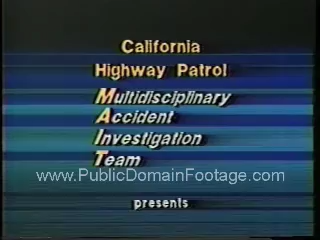 California
Highway Patrol
Multidisciplinary
Accident
Investigation
Team
www.PublicDomainFootage.com
presents